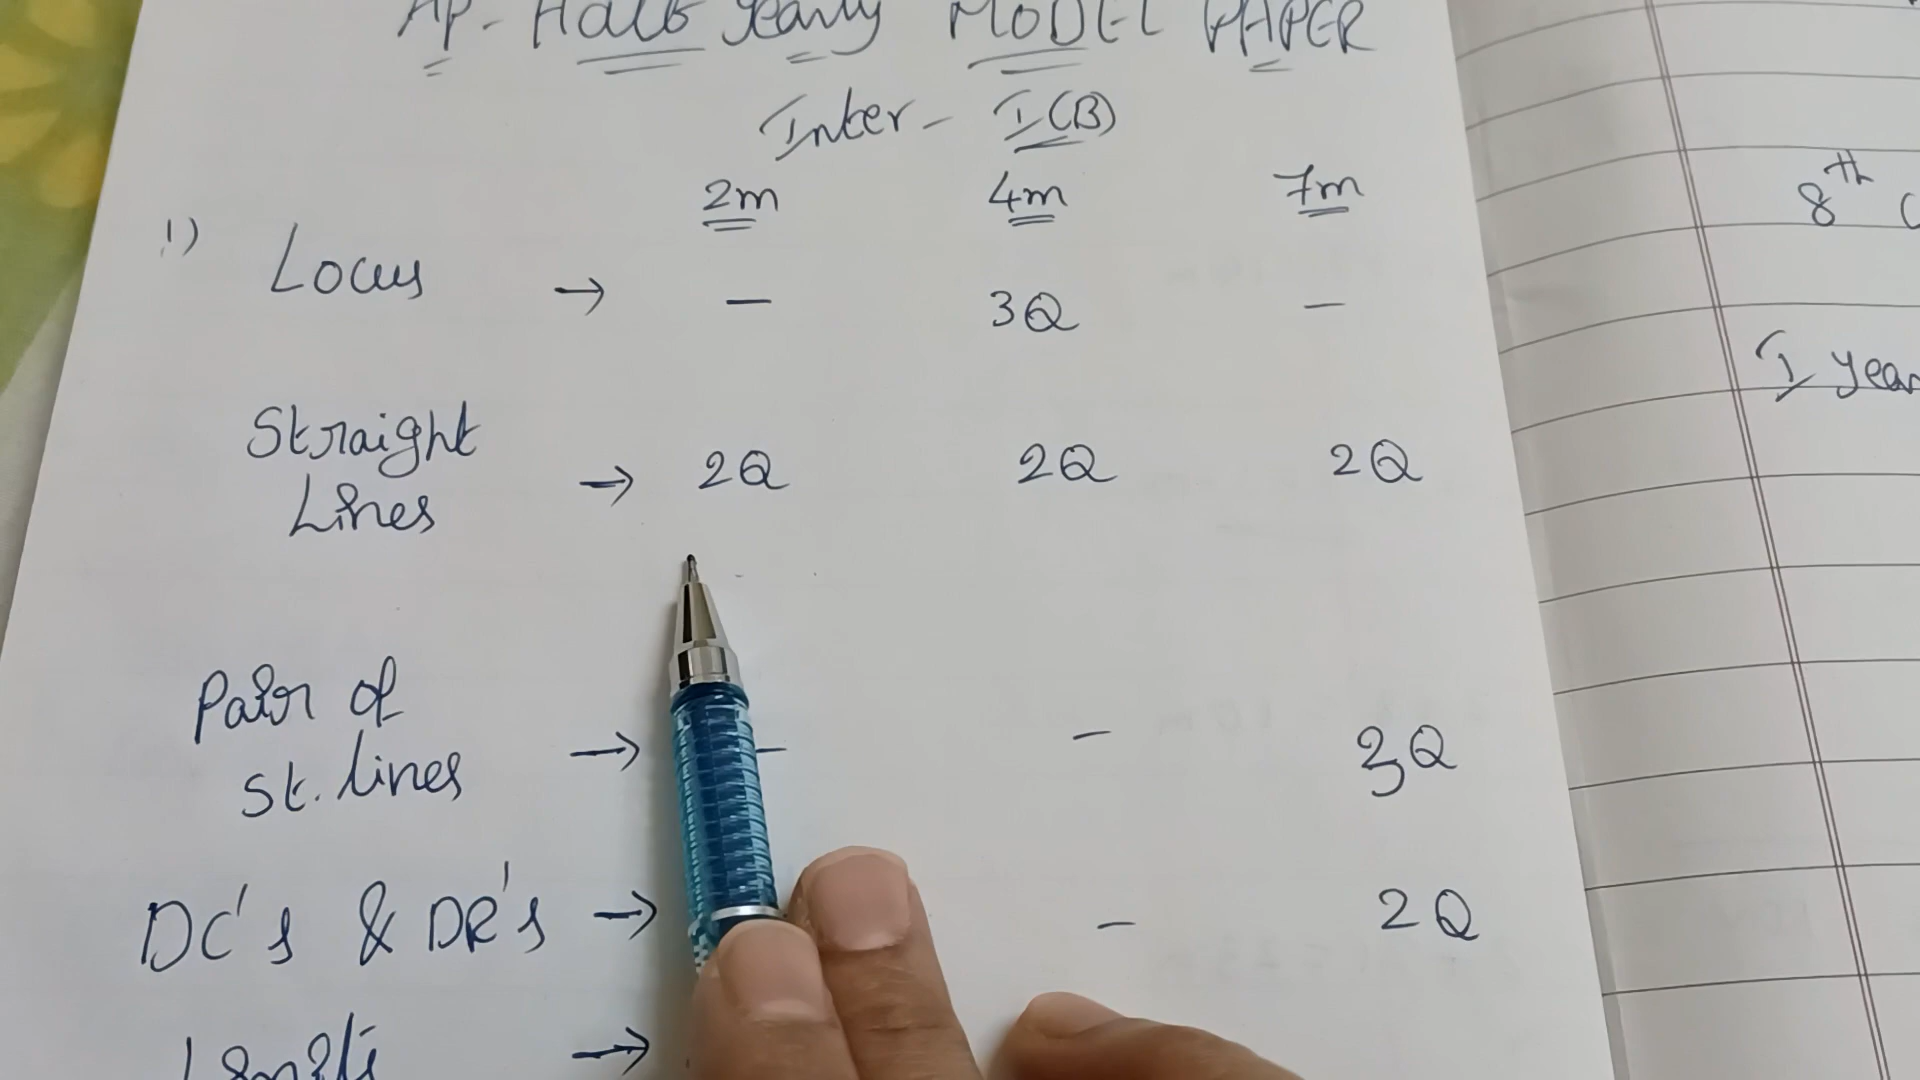 AP- Half Yearly MODEL PAPER
Inter - I(B)
2m 4m 7m
1) Locus → - 3Q -
Straight
Lines → 2Q 2Q 2Q
Pair of
st. lines → - - 3Q
DC's & DR's → - 2Q
Limits →
8th
I year